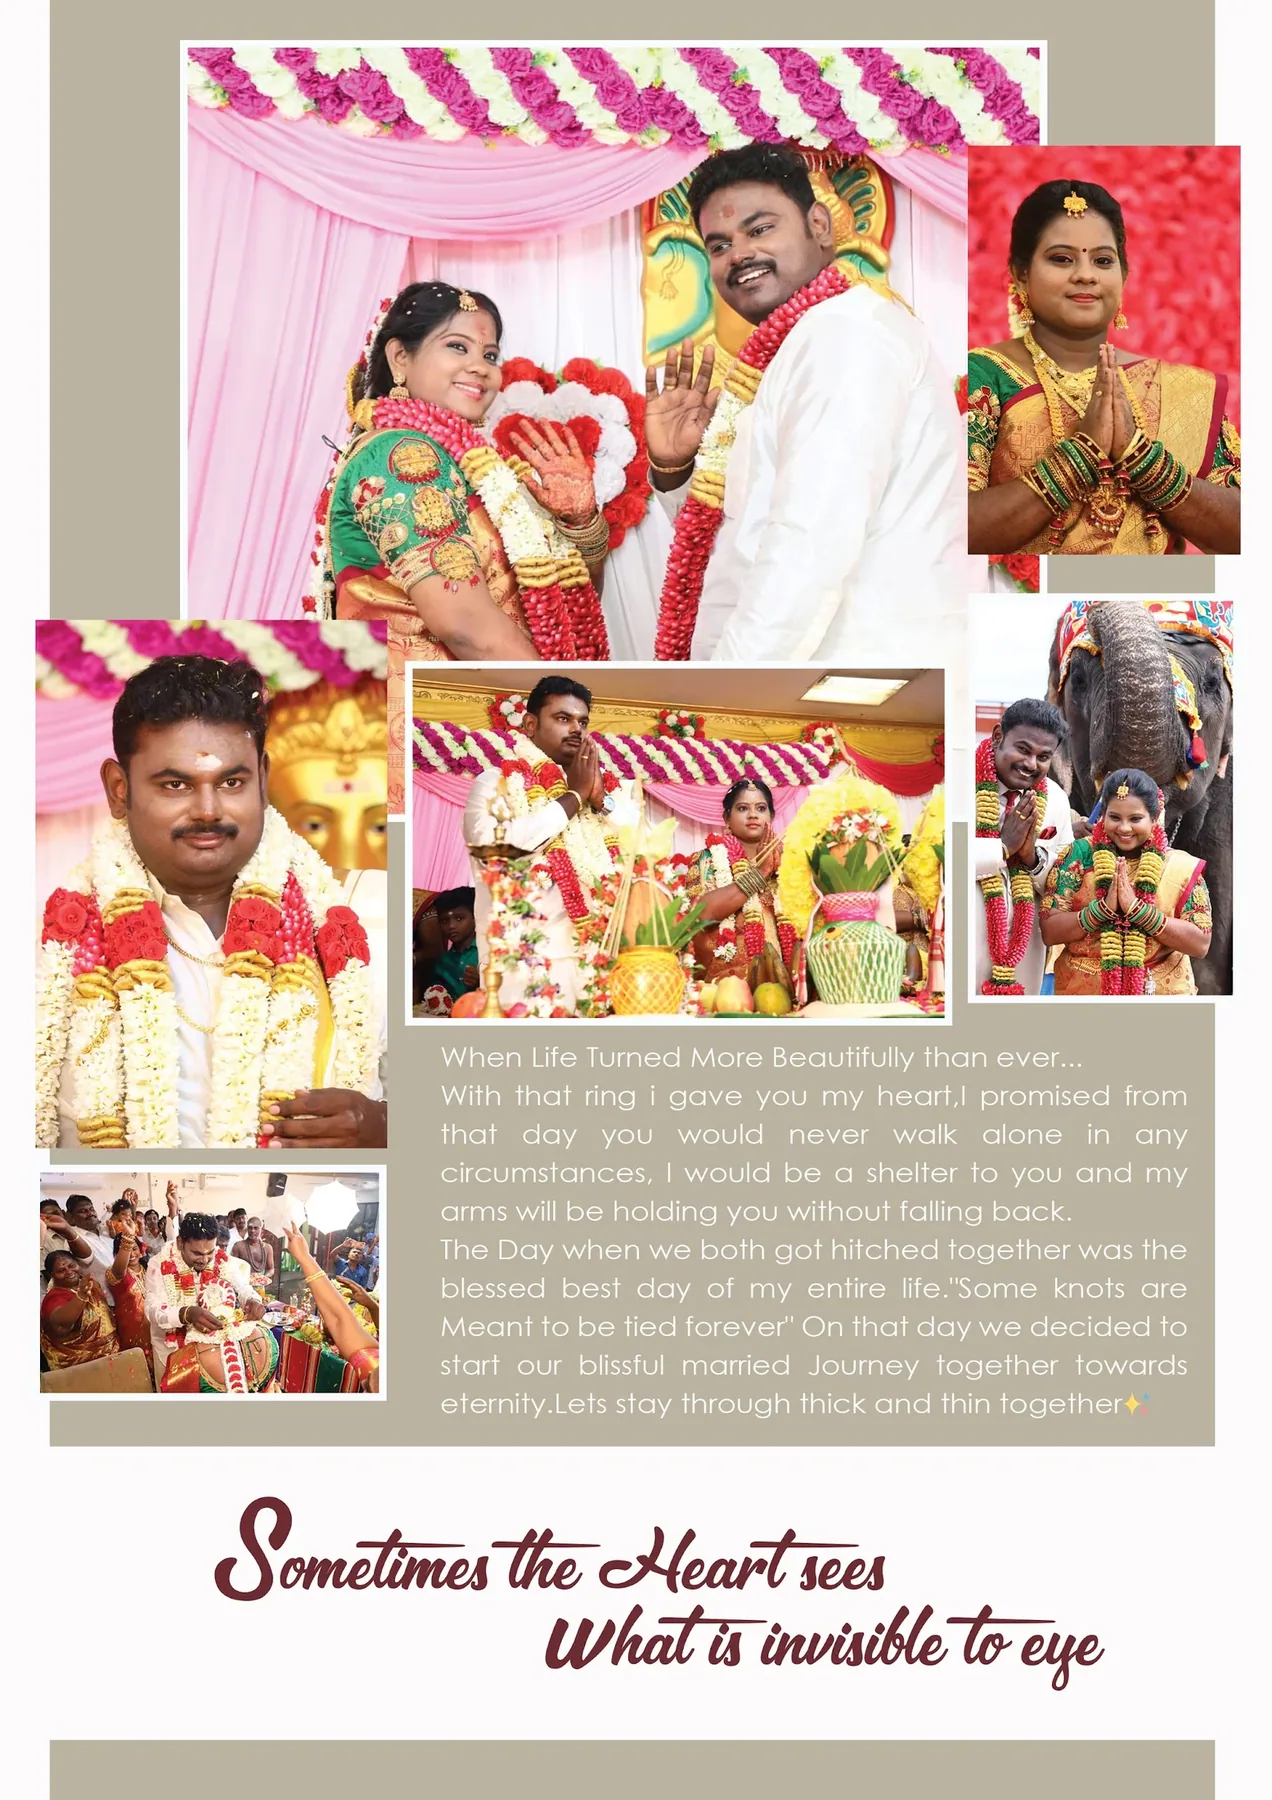 When Life Turned More Beautifully than ever...
With that ring i gave you my heart,I promised from
that day you would never walk alone in any
circumstances, I would be a shelter to you and my
arms will be holding you without falling back.
The Day when we both got hitched together was the
blessed best day of my entire life."Some knots are
Meant to be tied forever" On that day we decided to
start our blissful married Journey together towards
eternity.Lets stay through thick and thin together✨
Sometimes the Heart sees
What is invisible to eye